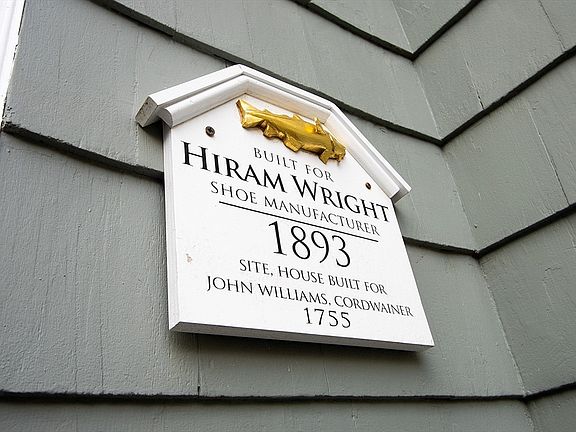 BUILT FOR
HIRAM WRIGHT
SHOE MANUFACTURER
1893
SITE, HOUSE BUILT FOR
JOHN WILLIAMS, CORDWAINER
1755